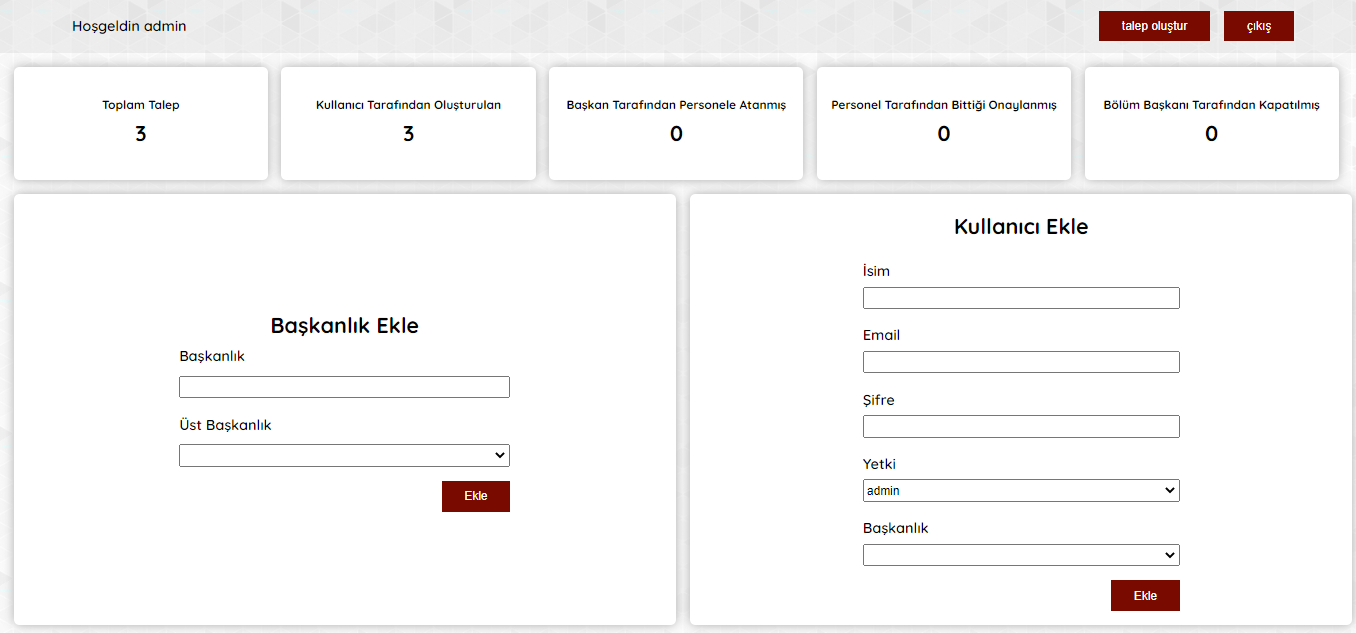 Hoşgeldin admin
talep oluştur
çıkış
Toplam Talep
3
Kullanıcı Tarafından Oluşturulan
3
Başkan Tarafından Personele Atanmış
0
Personel Tarafından Bittiği Onaylanmış
0
Bölüm Başkanı Tarafından Kapatılmış
0
Başkanlık Ekle
Başkanlık
Üst Başkanlık
Ekle
Kullanıcı Ekle
İsim
Email
Şifre
Yetki
admin
Başkanlık
Ekle